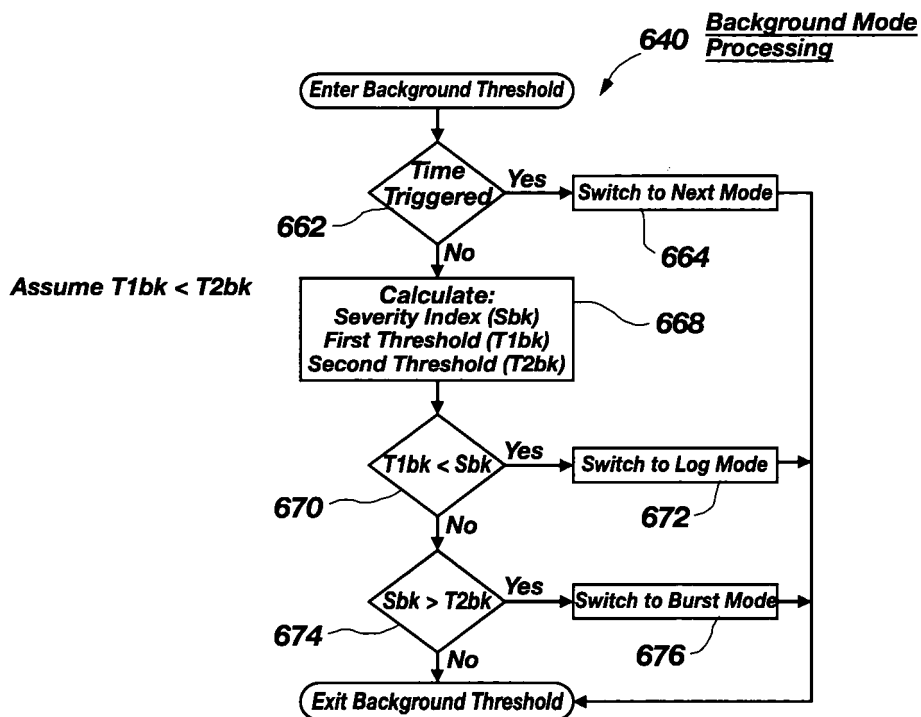 640
Background Mode
Processing
Enter Background Threshold
Time
Triggered
Yes
Switch to Next Mode
662
664
No
Assume T1bk < T2bk
Calculate:
Severity Index (Sbk)
First Threshold (T1bk)
Second Threshold (T2bk)
668
T1bk < Sbk
Yes
Switch to Log Mode
670
672
No
Sbk > T2bk
Yes
Switch to Burst Mode
674
676
No
Exit Background Threshold